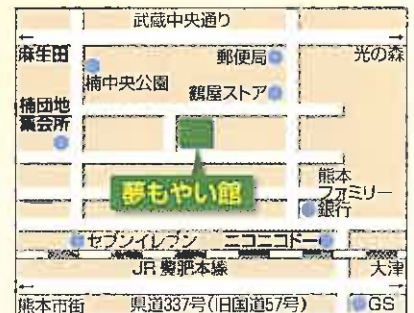 武蔵中央通り
麻生田
郵便局
光の森
楠中央公園
鶴屋ストア
楠団地
集会所
夢もやい館
熊本
ファミリー
銀行
セブンイレブン
ニコニコドー
JR豊肥本線
大津
熊本市街
県道337号(旧国道57号)
GS